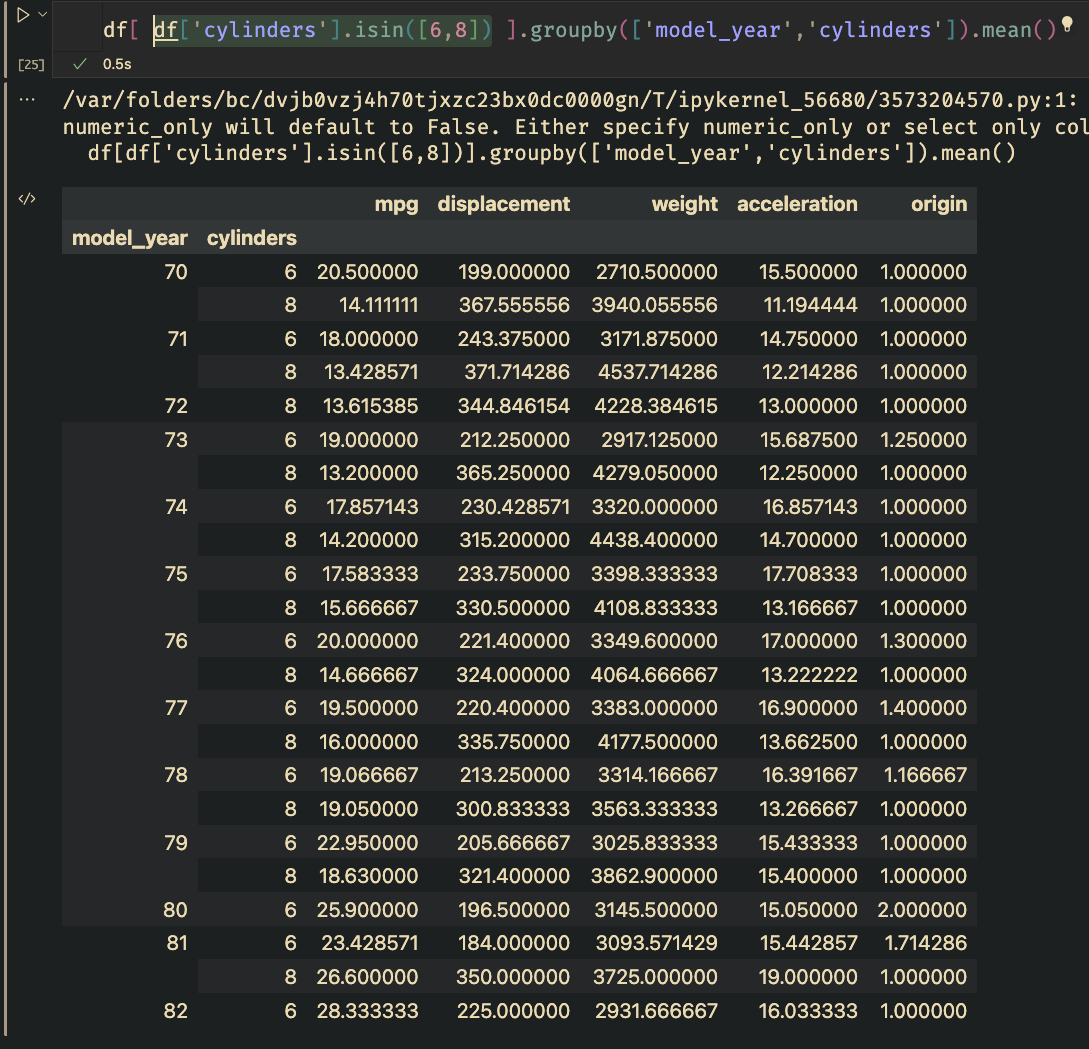 df[ df['cylinders'].isin([6,8]) ].groupby(['model_year','cylinders']).mean()
[25] ✓ 0.5s
... /var/folders/bc/dvjb0vzj4h70tjxzc23bx0dc0000gn/T/ipykernel_56680/3573204570.py:1:
numeric_only will default to False. Either specify numeric_only or select only col
df[df['cylinders'].isin([6,8])].groupby(['model_year','cylinders']).mean()
</> mpg displacement weight acceleration origin
model_year cylinders
70 6 20.500000 199.000000 2710.500000 15.500000 1.000000
8 14.111111 367.555556 3940.055556 11.194444 1.000000
71 6 18.000000 243.375000 3171.875000 14.750000 1.000000
8 13.428571 371.714286 4537.714286 12.214286 1.000000
72 8 13.615385 344.846154 4228.384615 13.000000 1.000000
73 6 19.000000 212.250000 2917.125000 15.687500 1.250000
8 13.200000 365.250000 4279.050000 12.250000 1.000000
74 6 17.857143 230.428571 3320.000000 16.857143 1.000000
8 14.200000 315.200000 4438.400000 14.700000 1.000000
75 6 17.583333 233.750000 3398.333333 17.708333 1.000000
8 15.666667 330.500000 4108.833333 13.166667 1.000000
76 6 20.000000 221.400000 3349.600000 17.000000 1.300000
8 14.666667 324.000000 4064.666667 13.222222 1.000000
77 6 19.500000 220.400000 3383.000000 16.900000 1.400000
8 16.000000 335.750000 4177.500000 13.662500 1.000000
78 6 19.066667 213.250000 3314.166667 16.391667 1.166667
8 19.050000 300.833333 3563.333333 13.266667 1.000000
79 6 22.950000 205.666667 3025.833333 15.433333 1.000000
8 18.630000 321.400000 3862.900000 15.400000 1.000000
80 6 25.900000 196.500000 3145.500000 15.050000 2.000000
81 6 23.428571 184.000000 3093.571429 15.442857 1.714286
8 26.600000 350.000000 3725.000000 19.000000 1.000000
82 6 28.333333 225.000000 2931.666667 16.033333 1.000000